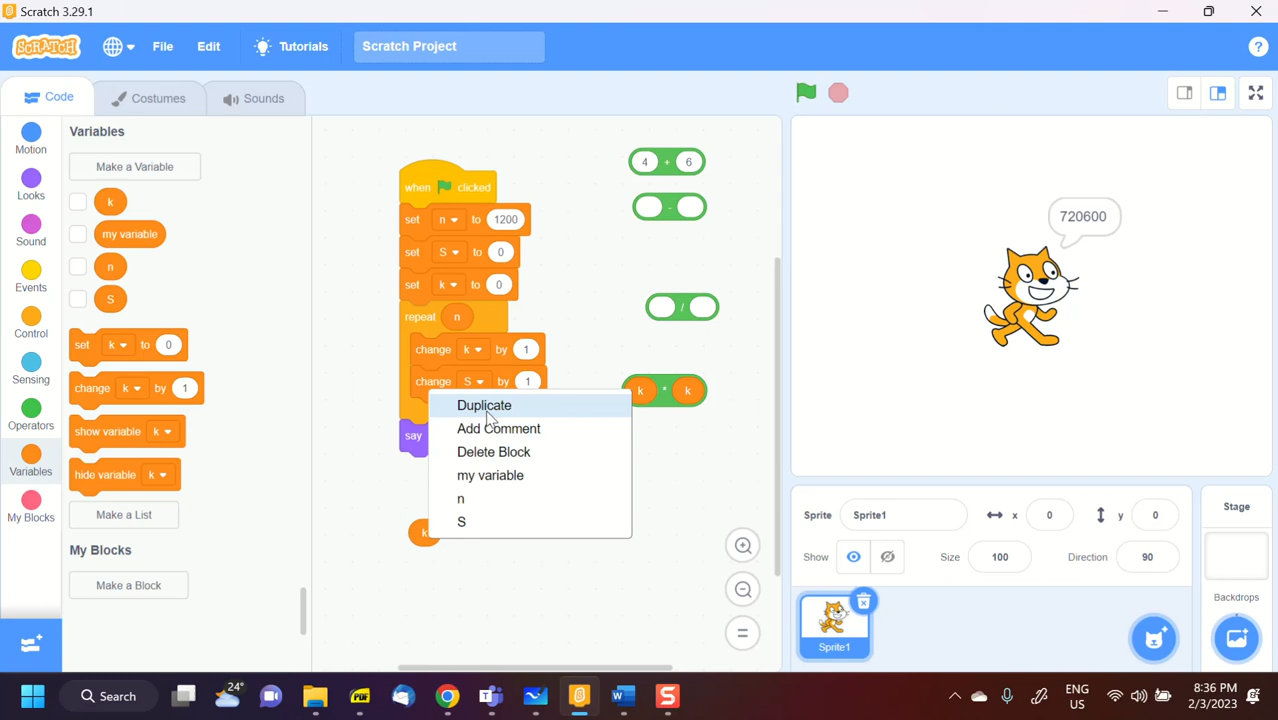 Scratch 3.29.1
SCRATCH File Edit Tutorials Scratch Project ?
Code Costumes Sounds
Motion
Looks
Sound
Events
Control
Sensing
Operators
Variables
My Blocks
Variables
Make a Variable
k
my variable
n
S
set k to 0
change k by 1
show variable k
hide variable k
Make a List
My Blocks
Make a Block
when clicked
set n to 1200
set S to 0
set k to 0
repeat n
change k by 1
change S by 1
say
k
4 + 6
-
/
k * k
Duplicate
Add Comment
Delete Block
my variable
n
S
=
720600
Sprite Sprite1 x 0 y 0
Show Size 100 Direction 90
Sprite1
Stage
Backdrops
Search 24° PDF W S ENG US 8:36 PM 2/3/2023